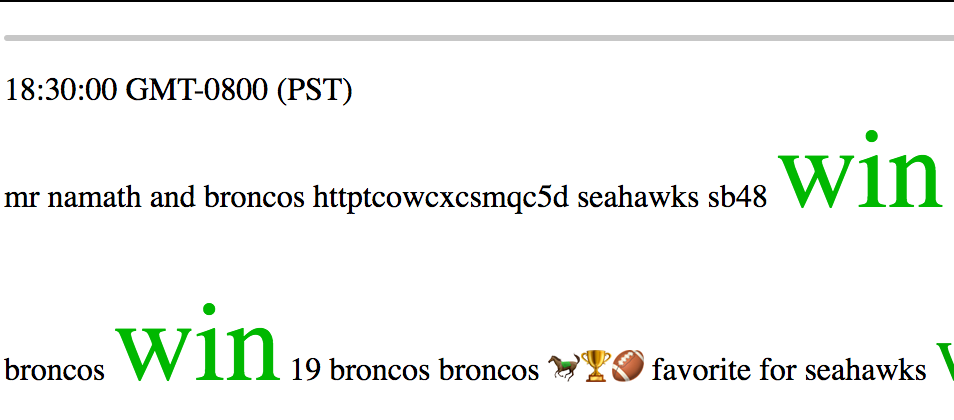 18:30:00 GMT-0800 (PST)
mr namath and broncos httptcowcxcsmqc5d seahawks sb48 win
broncos win 19 broncos broncos 🐎🏆🏈 favorite for seahawks